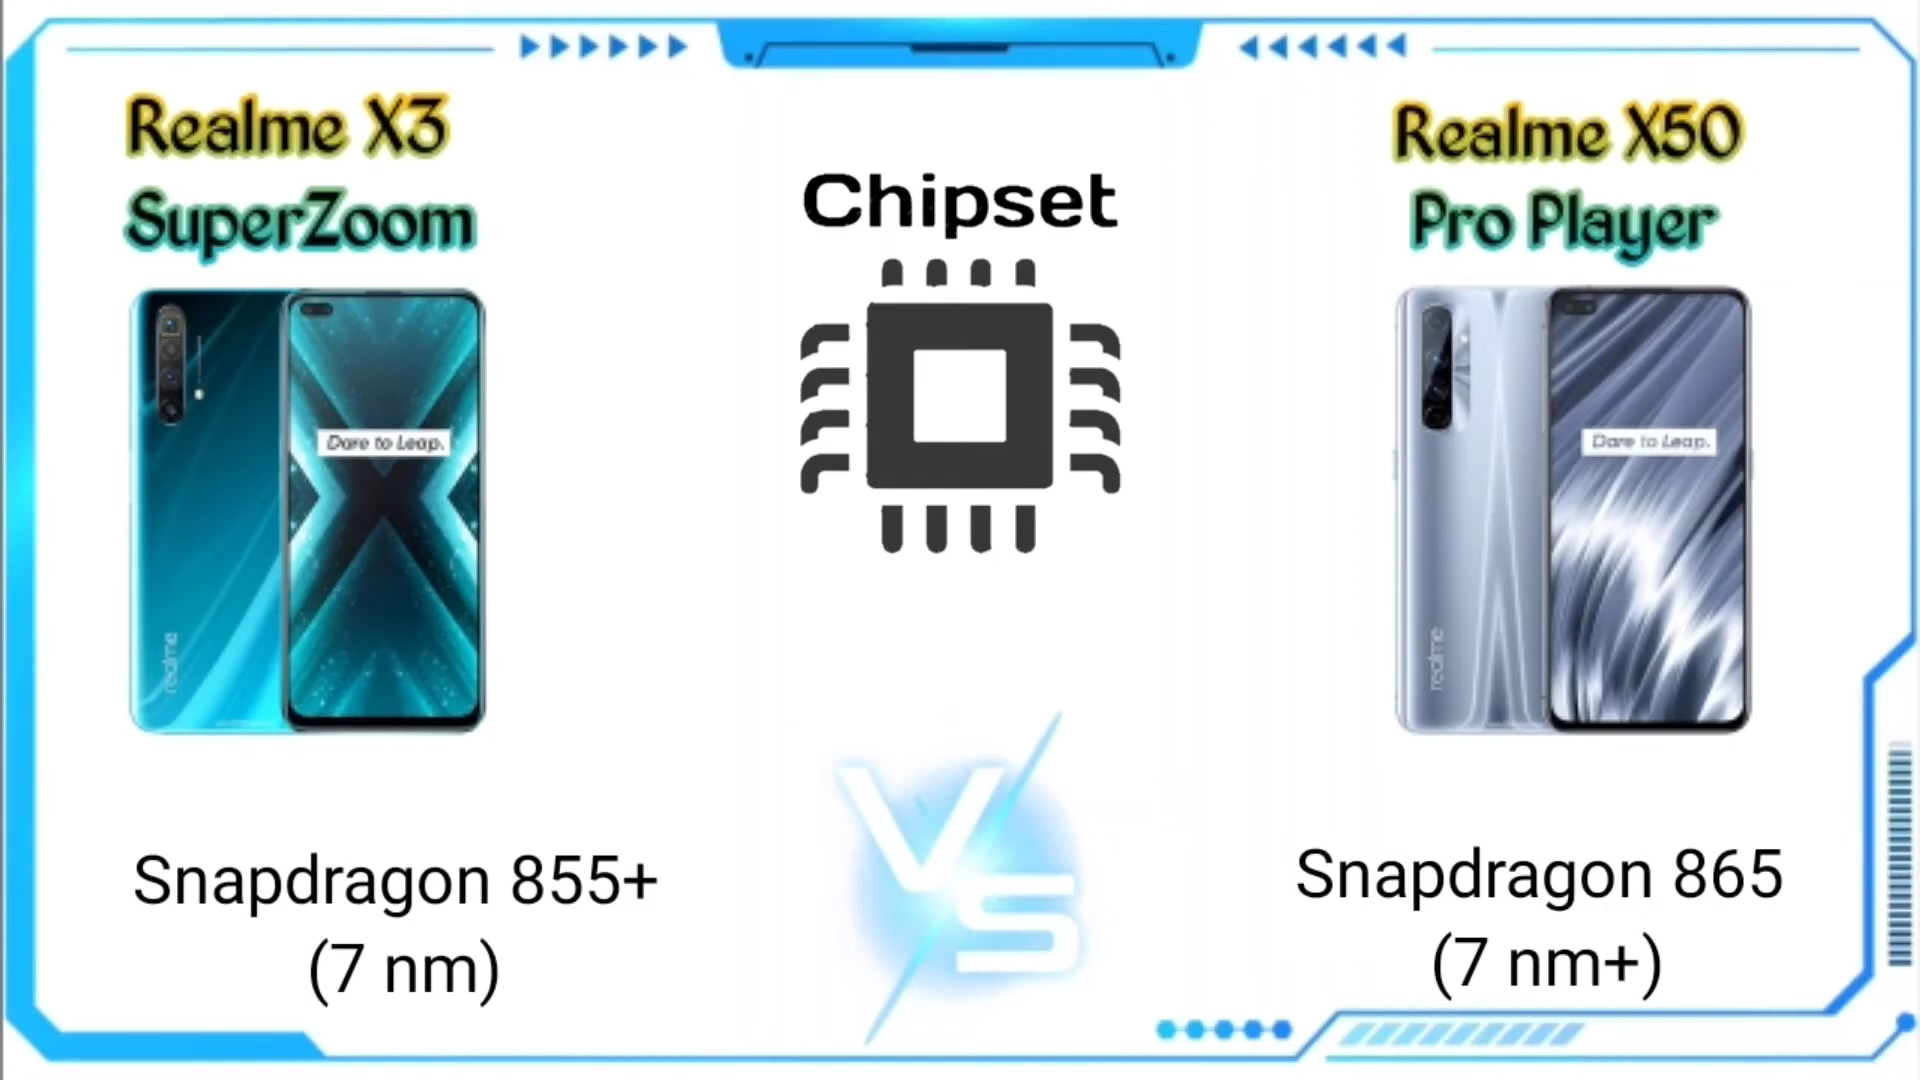 Realme X3
SuperZoom
Chipset
Realme X50
Pro Player
Dare to Leap.
realme
Dare to Leap.
realme
Snapdragon 855+
(7 nm)
VS
Snapdragon 865
(7 nm+)